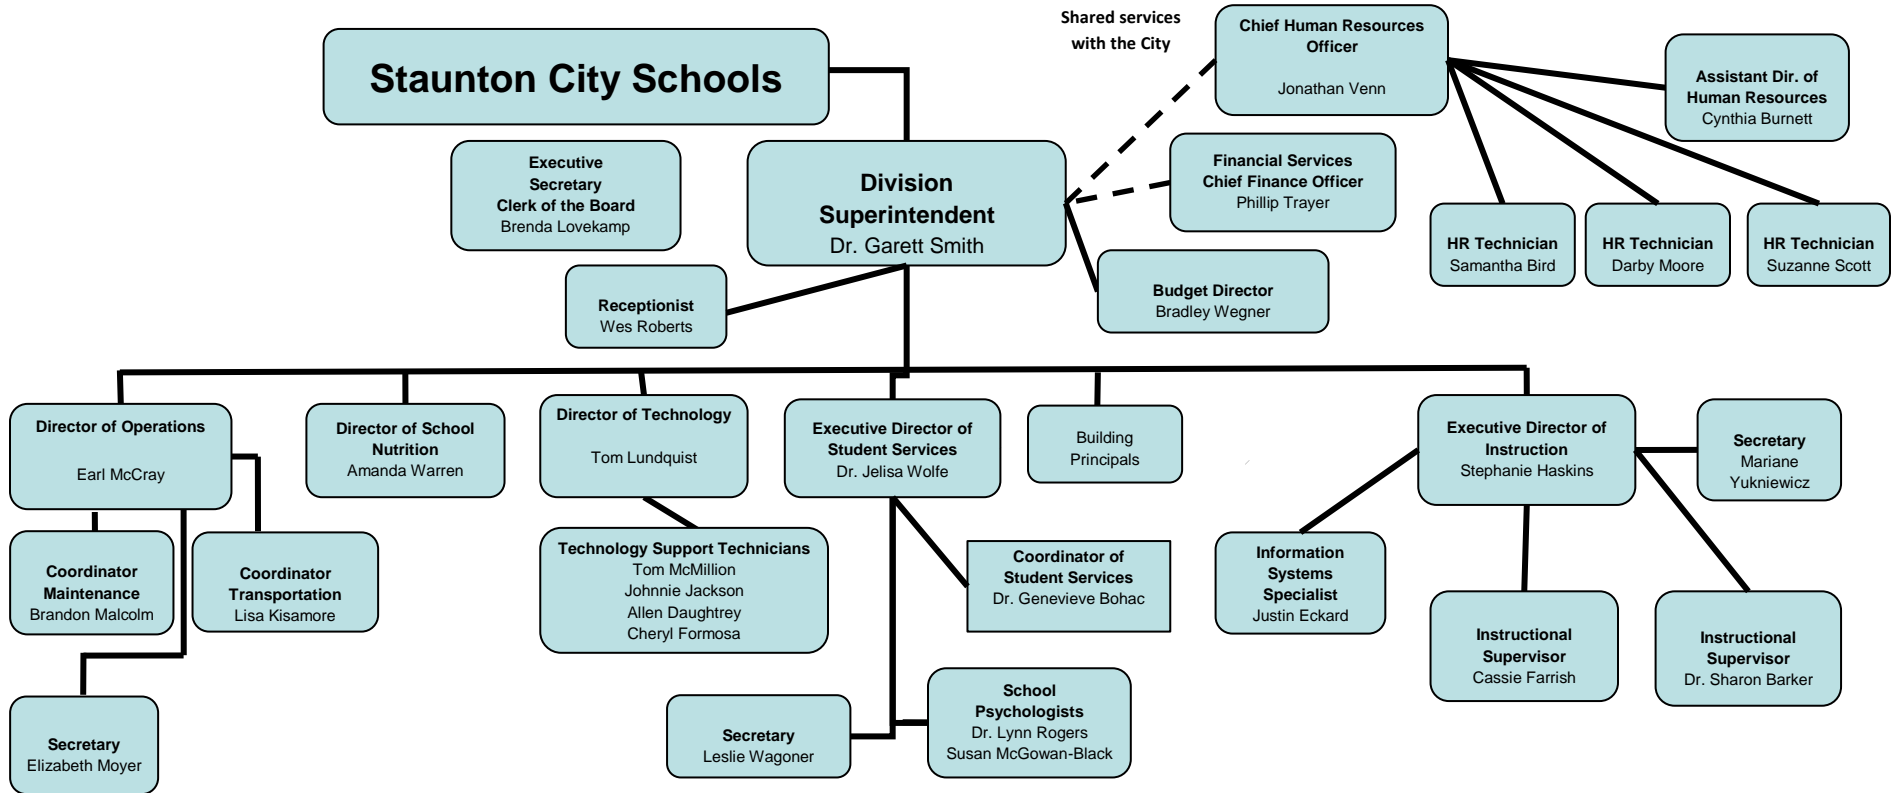 Shared services
with the City
Chief Human Resources
Officer
Jonathan Venn
Staunton City Schools
Assistant Dir. of
Human Resources
Cynthia Burnett
Executive
Secretary
Clerk of the Board
Brenda Lovekamp
Division
Superintendent
Dr. Garett Smith
Financial Services
Chief Finance Officer
Phillip Trayer
HR Technician
Samantha Bird
HR Technician
Darby Moore
HR Technician
Suzanne Scott
Receptionist
Wes Roberts
Budget Director
Bradley Wegner
Director of Operations
Earl McCray
Director of School
Nutrition
Amanda Warren
Director of Technology
Tom Lundquist
Executive Director of
Student Services
Dr. Jelisa Wolfe
Building
Principals
Executive Director of
Instruction
Stephanie Haskins
Secretary
Mariane
Yukniewicz
Coordinator
Maintenance
Brandon Malcolm
Coordinator
Transportation
Lisa Kisamore
Technology Support Technicians
Tom McMillion
Johnnie Jackson
Allen Daughtrey
Cheryl Formosa
Coordinator of
Student Services
Dr. Genevieve Bohac
Information
Systems
Specialist
Justin Eckard
Instructional
Supervisor
Cassie Farrish
Instructional
Supervisor
Dr. Sharon Barker
Secretary
Elizabeth Moyer
Secretary
Leslie Wagoner
School
Psychologists
Dr. Lynn Rogers
Susan McGowan-Black